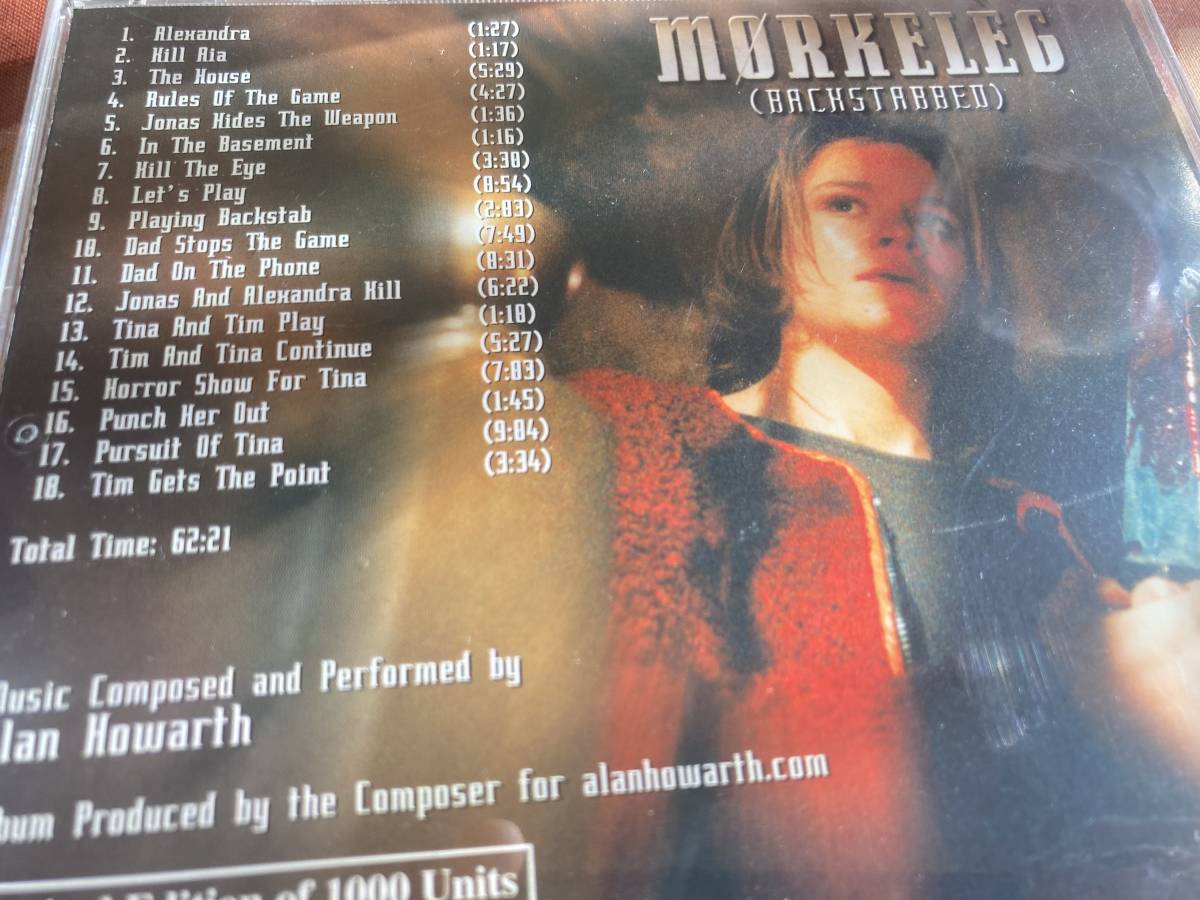 1. Alexandra (1:27)
2. Kill Aia (1:17)
3. The House (5:29)
4. Rules Of The Game (4:27)
5. Jonas Hides The Weapon (1:36)
6. In The Basement (1:16)
7. Kill The Eye (3:30)
8. Let's Play (0:54)
9. Playing Backstab (2:03)
10. Dad Stops The Game (7:49)
11. Dad On The Phone (0:31)
12. Jonas And Alexandra Kill (6:22)
13. Tina And Tim Play (1:10)
14. Tim And Tina Continue (5:27)
15. Horror Show For Tina (7:03)
16. Punch Her Out (1:45)
17. Pursuit Of Tina (9:04)
18. Tim Gets The Point (3:34)
Total Time: 62:21
MØRKELEG
(BACKSTABBED)
Music Composed and Performed by
lan Howarth
bum Produced by the Composer for alanhowarth.com
Edition of 1000 Units